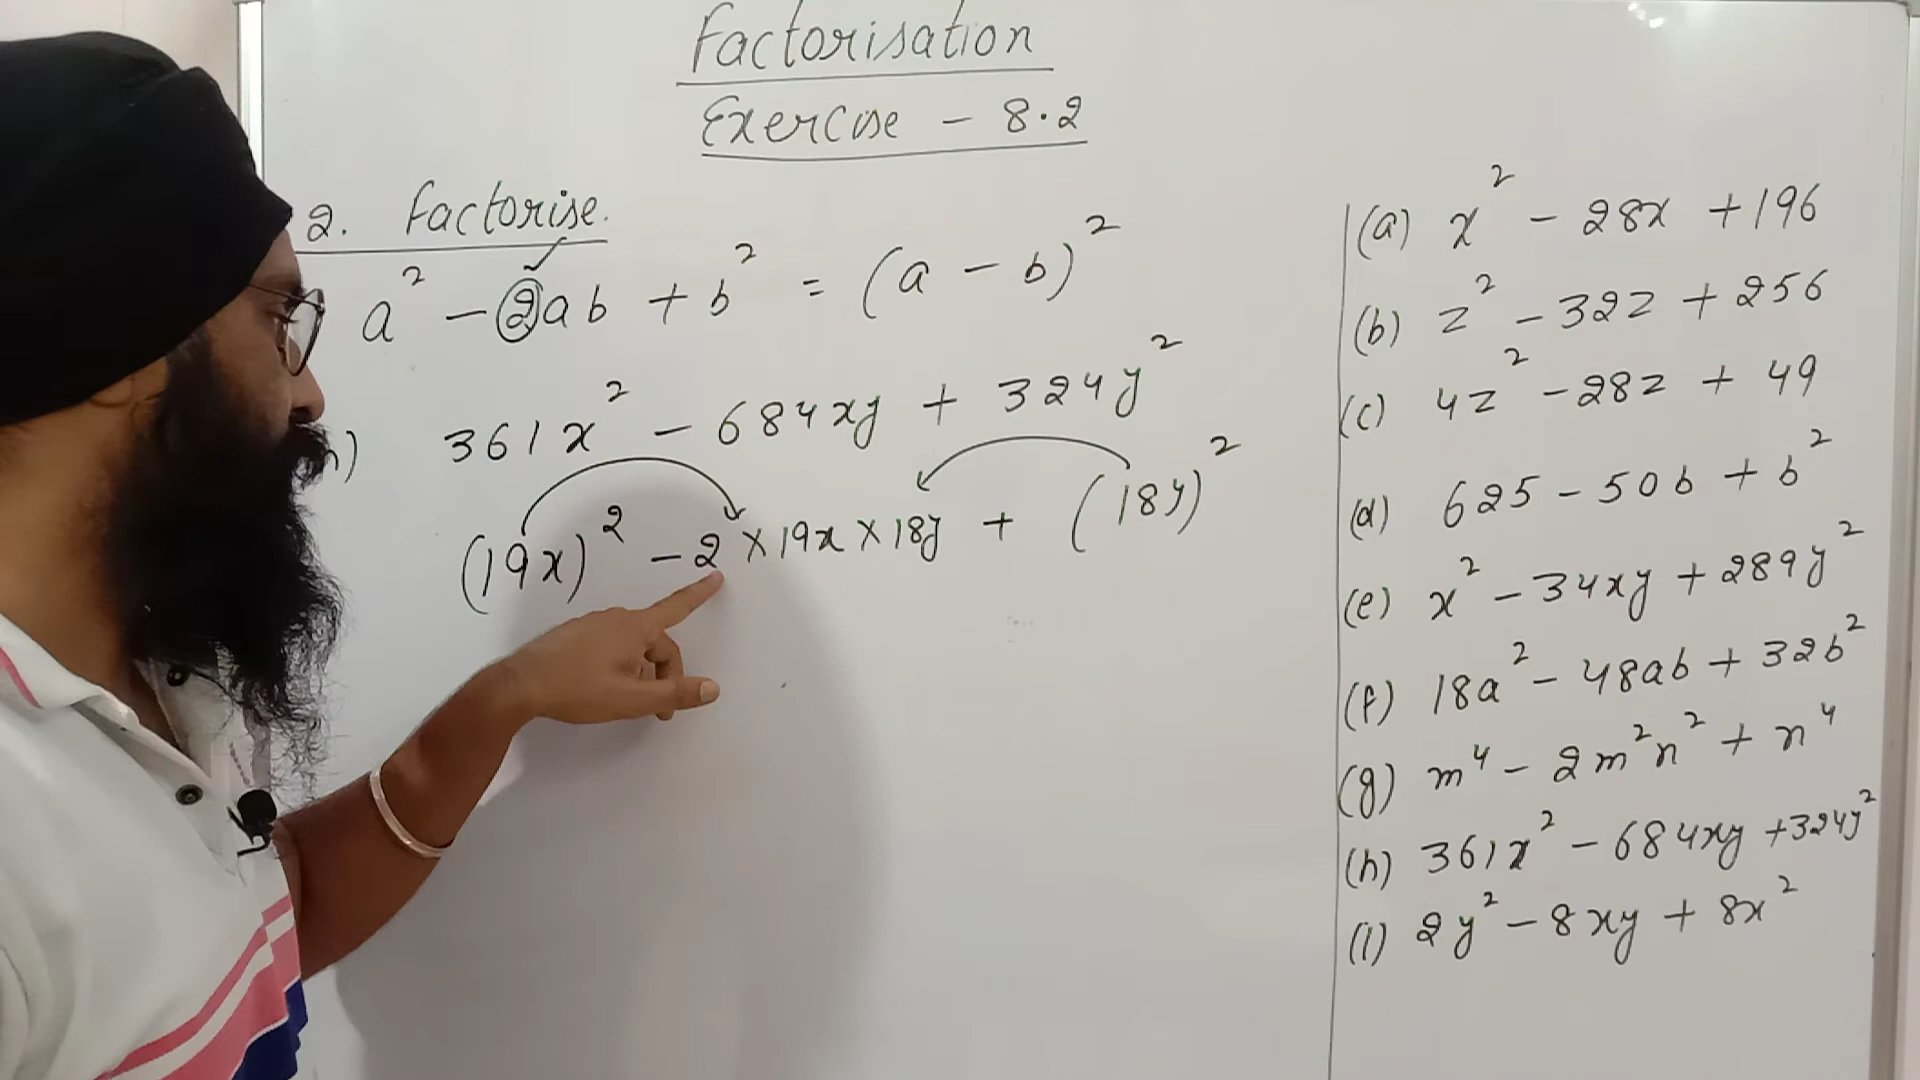 Factorisation
Exercise - 8.2
2. Factorise.
a² - 2ab + b² = (a - b)²
h) 361x² - 684xy + 324y²
(19x)² - 2 × 19x × 18y + (18y)²
(a) x² - 28x + 196
(b) z² - 32z + 256
(c) 4z² - 28z + 49
(d) 625 - 50b + b²
(e) x² - 34xy + 289y²
(f) 18a² - 48ab + 32b²
(g) m⁴ - 2m²n² + n⁴
(h) 361x² - 684xy + 324y²
(i) 2y² - 8xy + 8x²